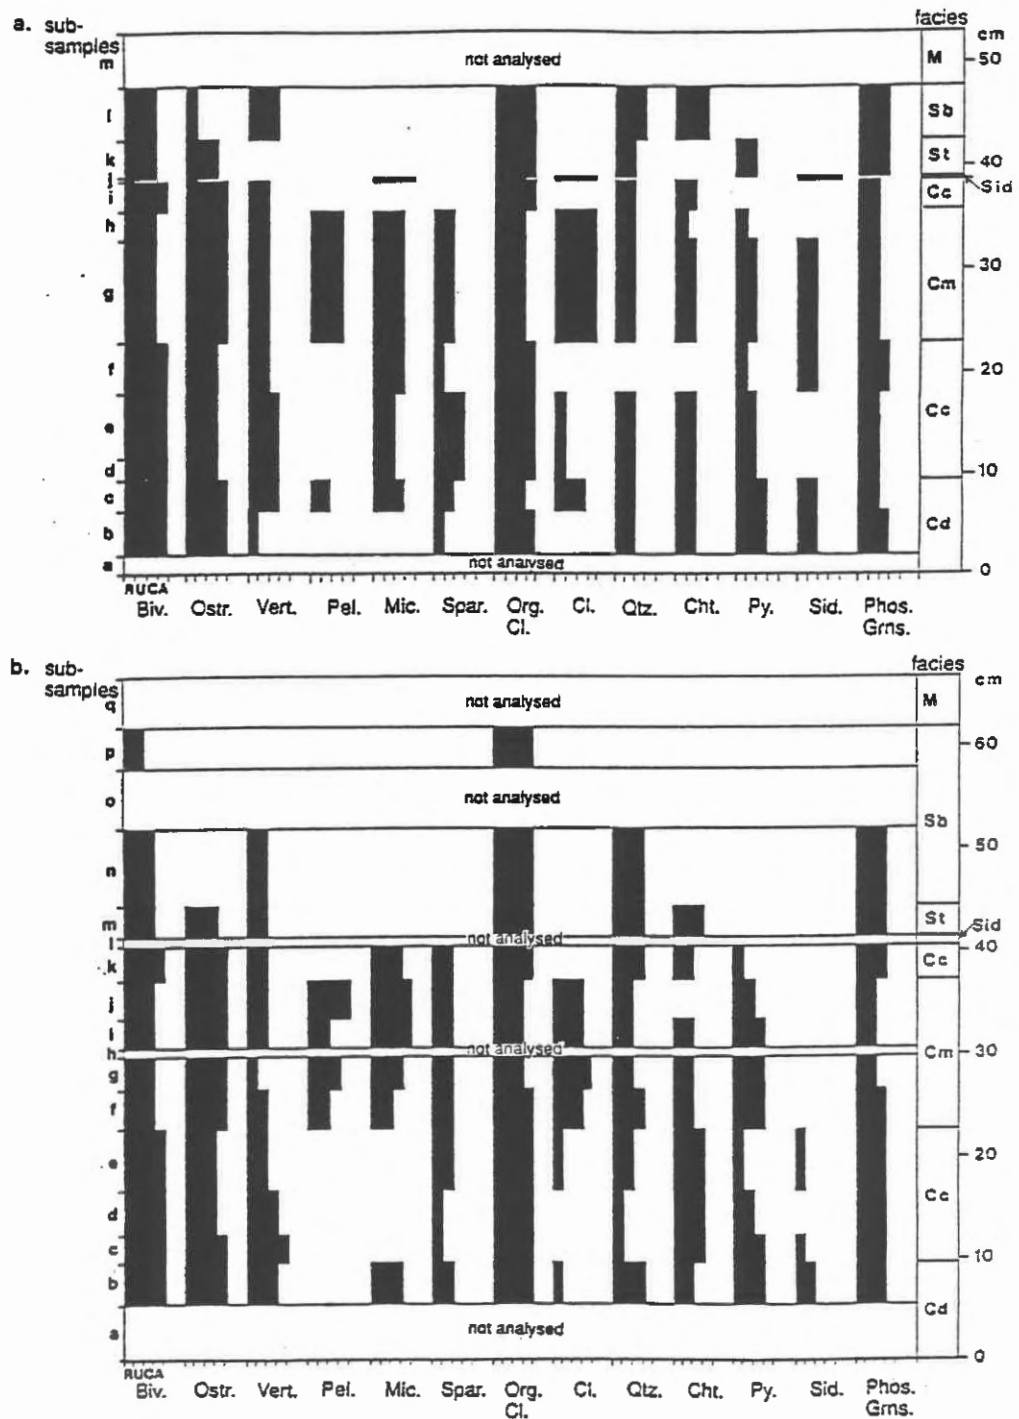 a. sub-
samples
facies
cm
m
not analysed
M
50
l
Sb
k
St
40
j
Sid
i
Cc
h
g
30
Cm
f
20
e
Cc
d
10
c
b
Cd
a
not analysed
0
RUCA
Biv. Ostr. Vert. Pel. Mic. Spar. Org. Cl. Qtz. Cht. Py. Sid. Phos.
Cl. Grns.
b. sub-
samples
facies
cm
q
not analysed
M
p
60
o
not analysed
Sb
n
50
m
St
Sid
l
not analysed
40
k
Cc
j
i
h
not analysed
30
Cm
g
f
e
20
d
Cc
c
10
b
Cd
a
not analysed
0
RUCA
Biv. Ostr. Vert. Pel. Mic. Spar. Org. Cl. Qtz. Cht. Py. Sid. Phos.
Cl. Grns.